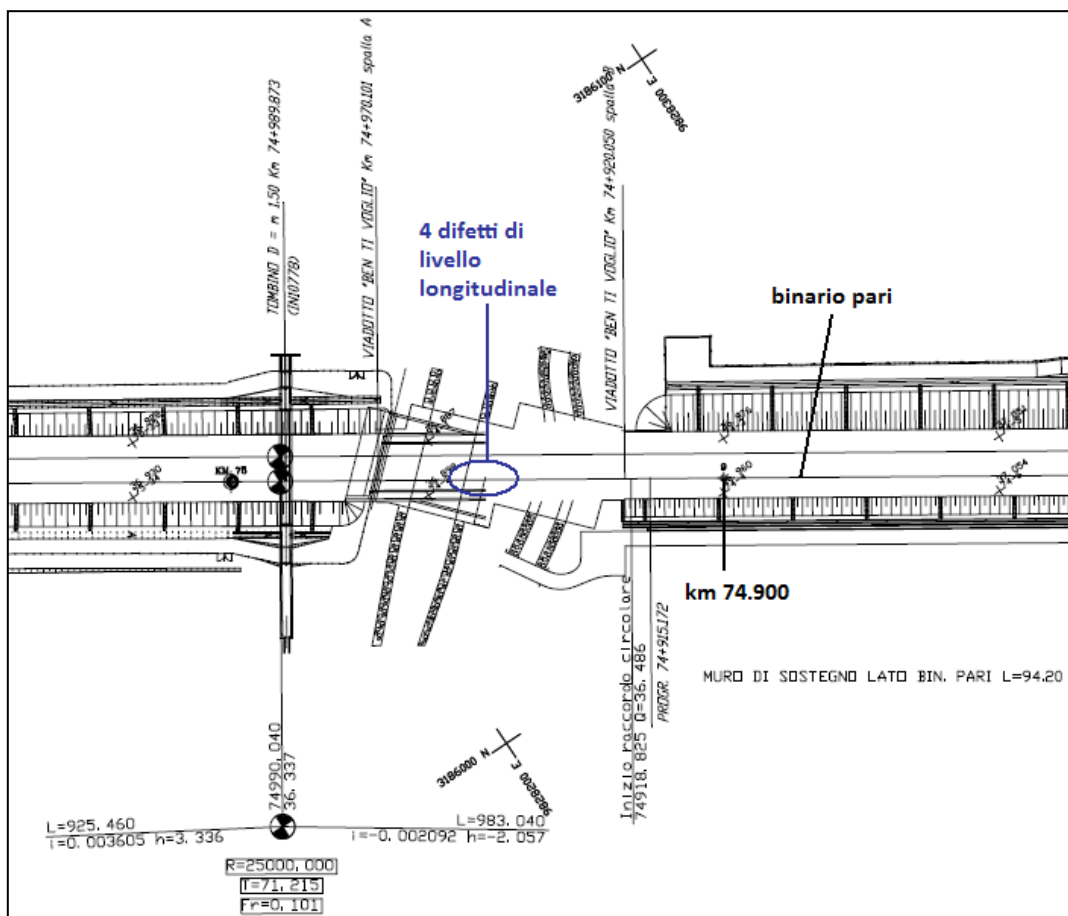 TOMBINO D = m 1.50 Km 74+989.873
(IN10778)
VIADOTTO "BEN TI VOGLIO" Km 74+970.101 spalla A
VIADOTTO "BEN TI VOGLIO" Km 74+920.050 spalla B
3186100 N
9828300 E
4 difetti di
livello
longitudinale
binario pari
KM. 75
km 74.900
Inizio raccordo circolare
74918.825 Q=36.486
PROGR. 74+915.172
MURO DI SOSTEGNO LATO BIN. PARI L=94.20
3186000 N
9828200 E
74990,040
36.337
L=925.460
i=0.003605 h=3.336
L=983.040
i=-0.002092 h=-2.057
R=25000,000
T=71,215
Fr=0,101